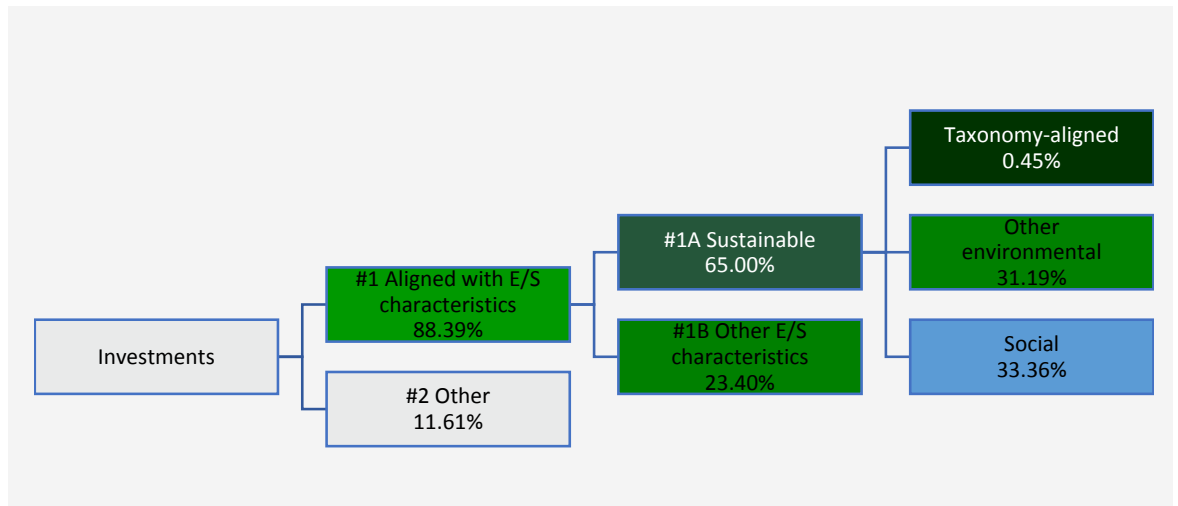 Investments
#1 Aligned with E/S
characteristics
88.39%
#2 Other
11.61%
#1A Sustainable
65.00%
#1B Other E/S
characteristics
23.40%
Taxonomy-aligned
0.45%
Other
environmental
31.19%
Social
33.36%